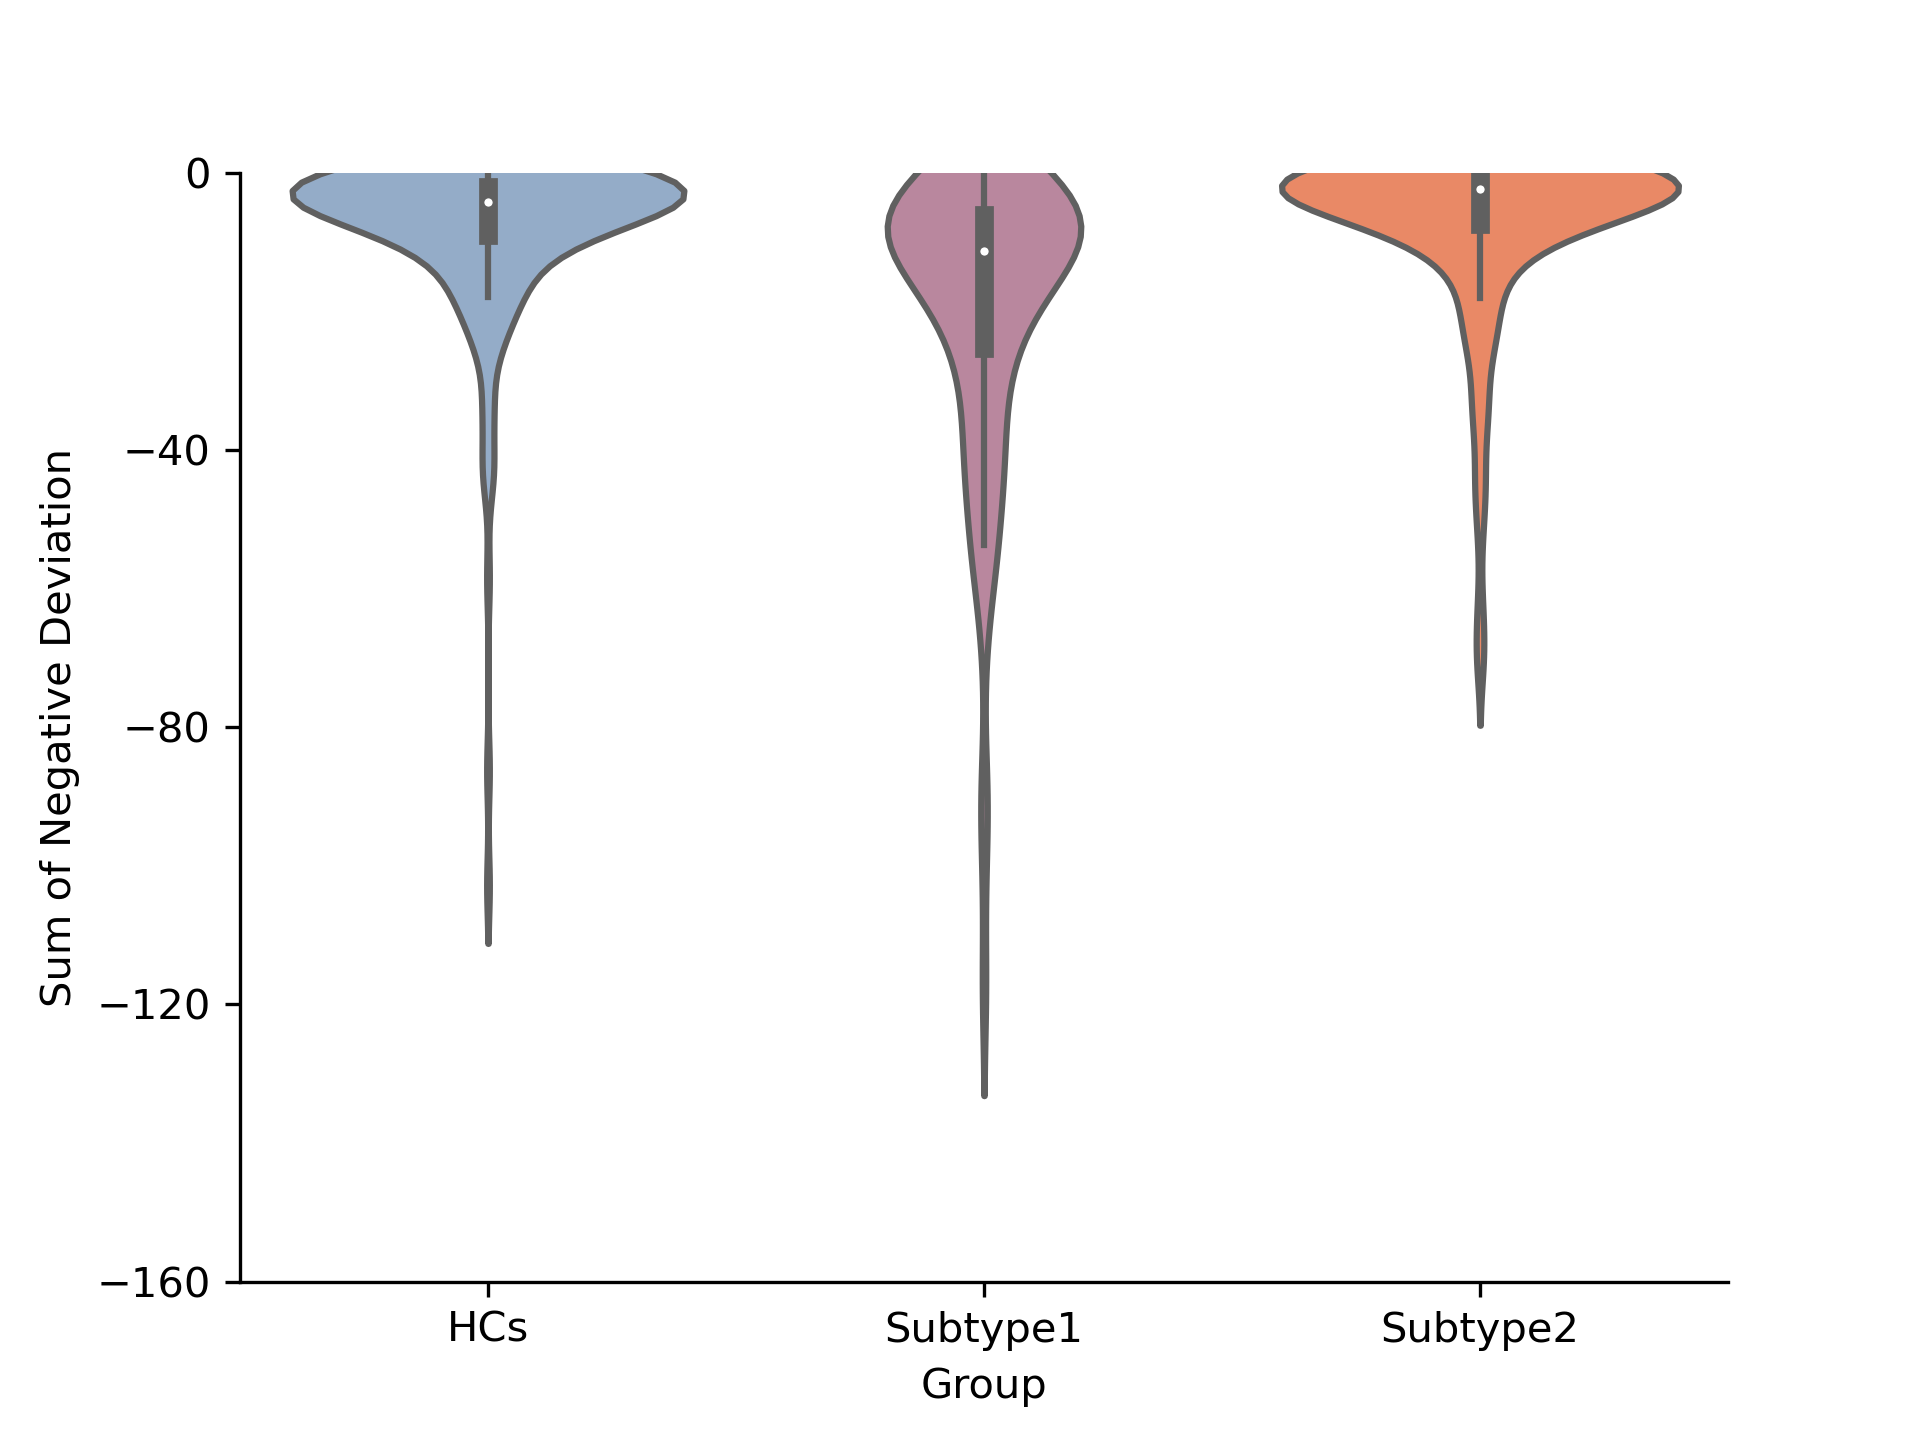 Sum of Negative Deviation
0
−40
−80
−120
−160
HCs
Subtype1
Subtype2
Group